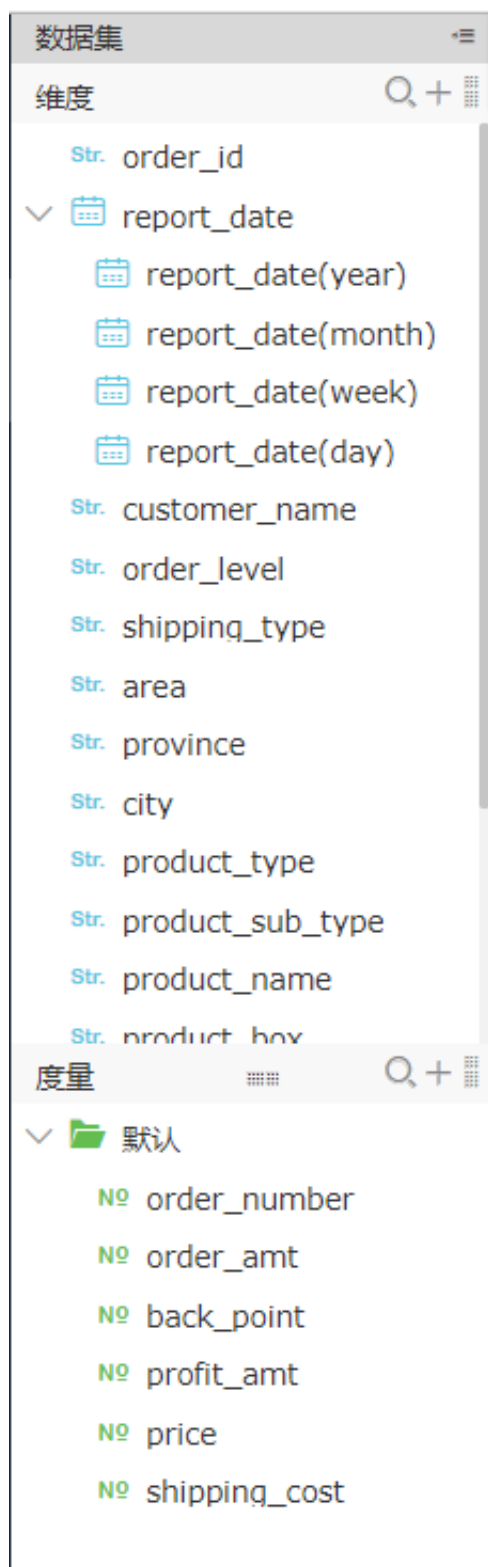 数据集
维度
Str. order_id
report_date
report_date(year)
report_date(month)
report_date(week)
report_date(day)
Str. customer_name
Str. order_level
Str. shipping_type
Str. area
Str. province
Str. city
Str. product_type
Str. product_sub_type
Str. product_name
Str. product_box
度量
默认
Nº order_number
Nº order_amt
Nº back_point
Nº profit_amt
Nº price
Nº shipping_cost